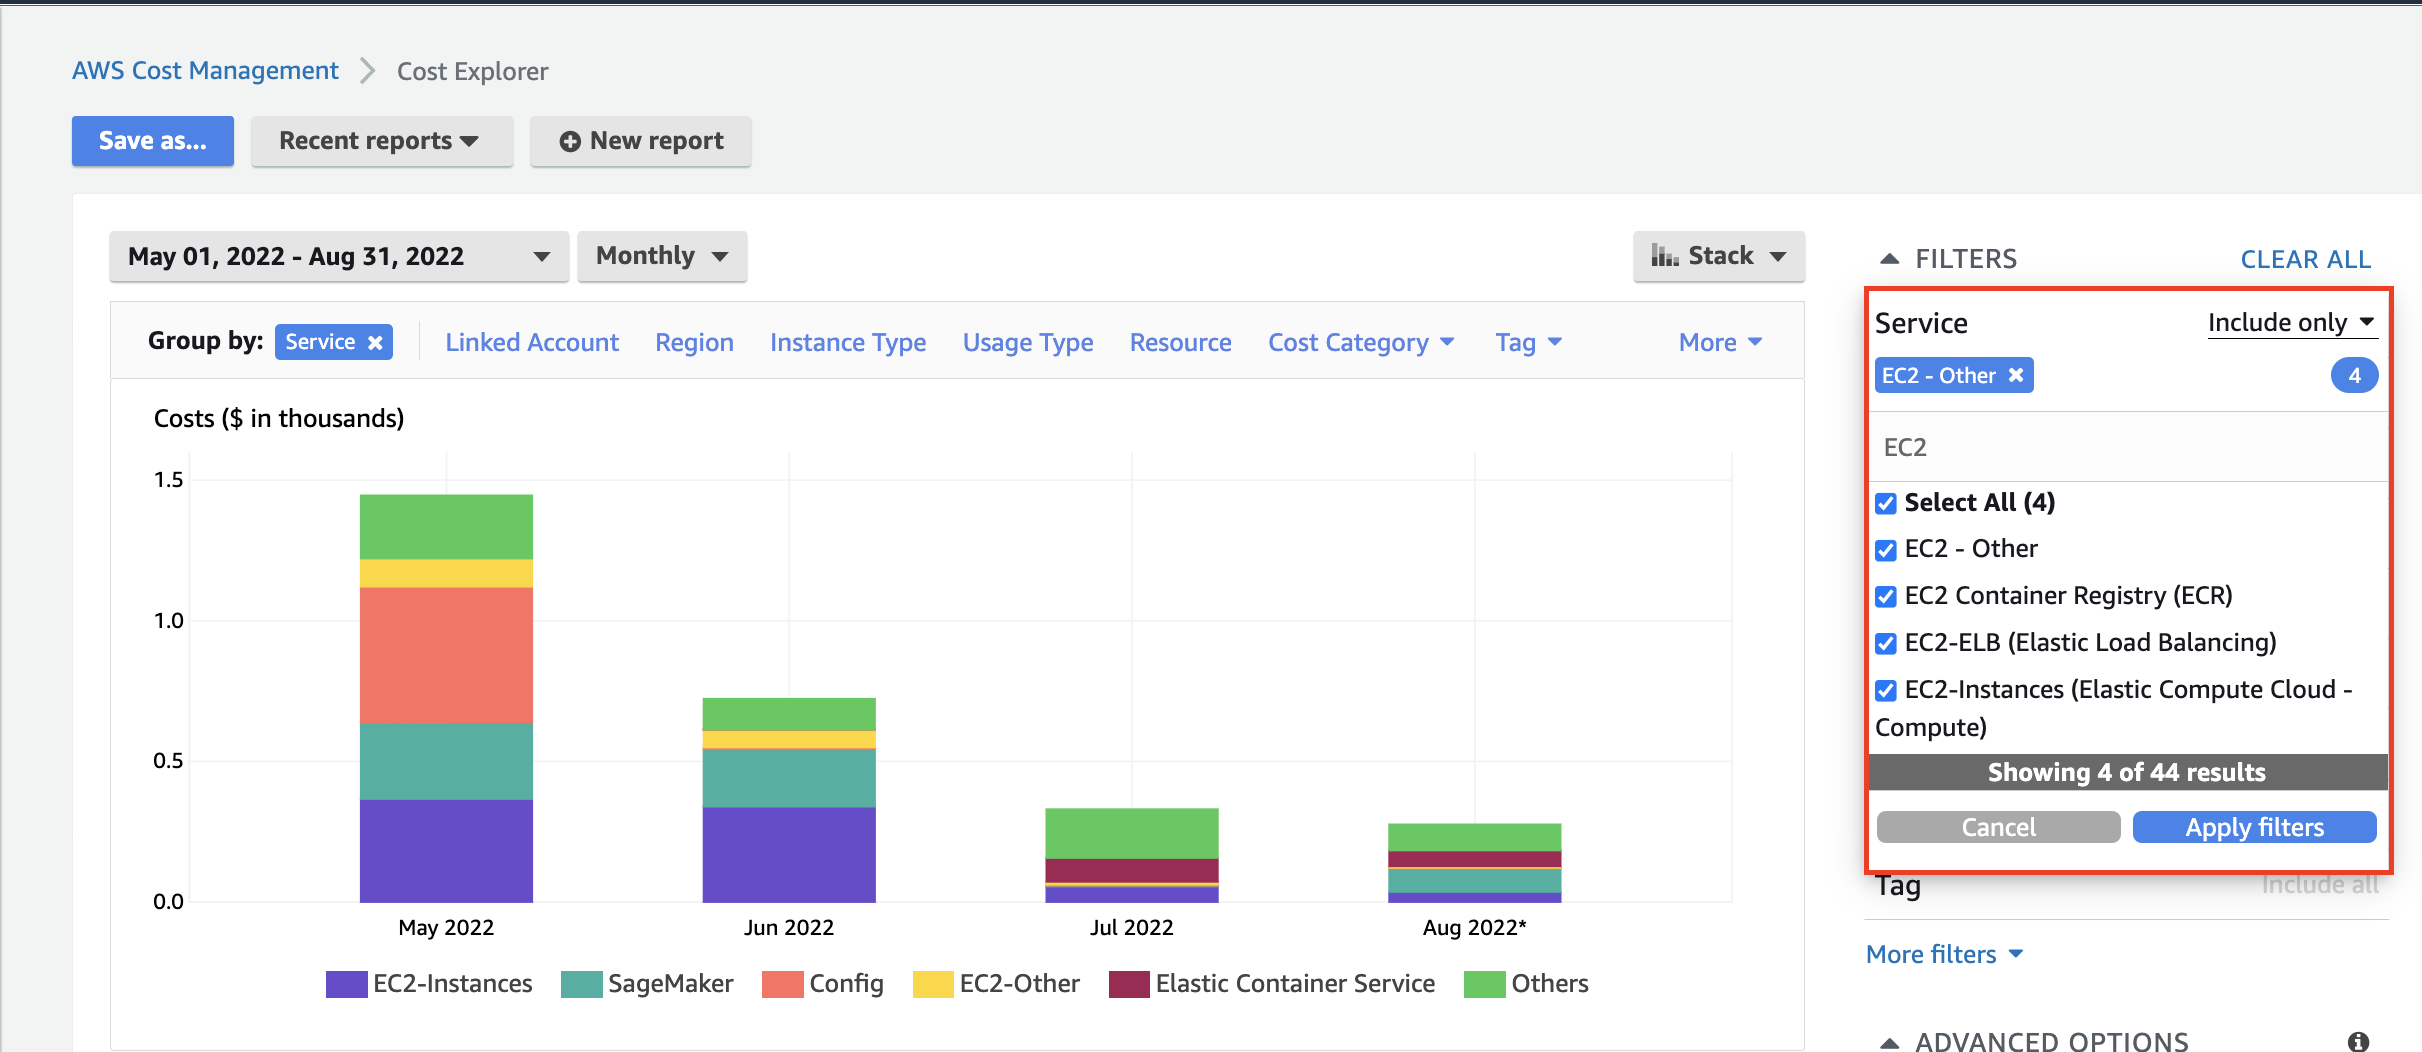 AWS Cost Management
Cost Explorer
Save as...
Recent reports
New report
May 01, 2022 - Aug 31, 2022
Monthly
Stack
Group by:
Service
Linked Account
Region
Instance Type
Usage Type
Resource
Cost Category
Tag
More
Costs ($ in thousands)
1.5
1.0
0.5
0.0
May 2022
Jun 2022
Jul 2022
Aug 2022*
EC2-Instances
SageMaker
Config
EC2-Other
Elastic Container Service
Others
FILTERS
CLEAR ALL
Service
Include only
EC2 - Other
4
EC2
Select All (4)
EC2 - Other
EC2 Container Registry (ECR)
EC2-ELB (Elastic Load Balancing)
EC2-Instances (Elastic Compute Cloud -
Compute)
Showing 4 of 44 results
Cancel
Apply filters
Tag
Include all
More filters
ADVANCED OPTIONS